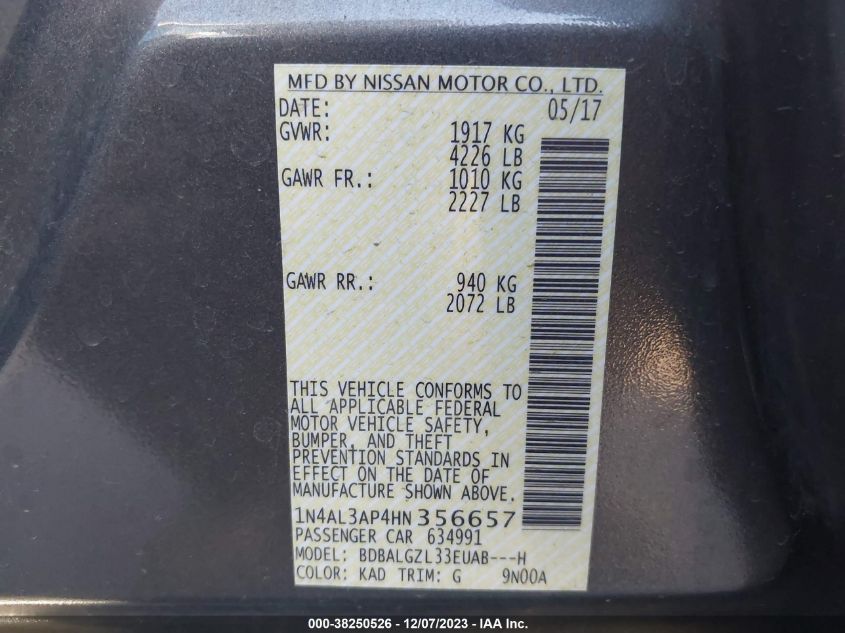 MFD BY NISSAN MOTOR CO., LTD.
DATE: 05/17
GVWR: 1917 KG
4226 LB
GAWR FR.: 1010 KG
2227 LB
GAWR RR.: 940 KG
2072 LB
THIS VEHICLE CONFORMS TO
ALL APPLICABLE FEDERAL
MOTOR VEHICLE SAFETY,
BUMPER, AND THEFT
PREVENTION STANDARDS IN
EFFECT ON THE DATE OF
MANUFACTURE SHOWN ABOVE.
1N4AL3AP4HN356657
PASSENGER CAR 634991
MODEL: BDBALGZL33EUAB---H
COLOR: KAD TRIM: G 9N00A
000-38250526 - 12/07/2023 - IAA Inc.